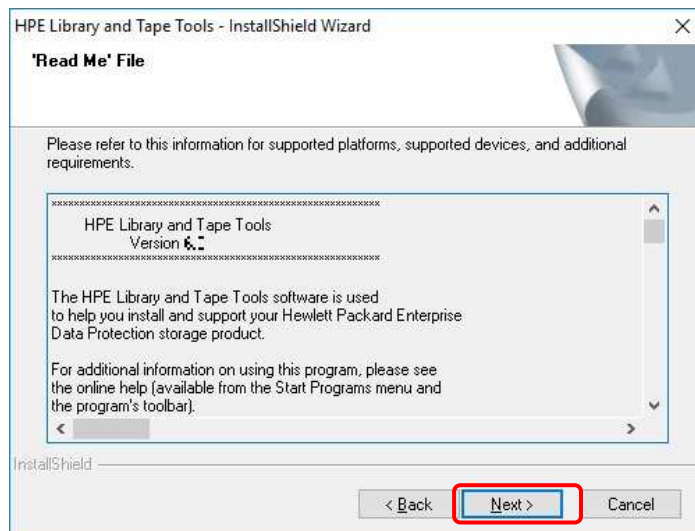 HPE Library and Tape Tools - InstallShield Wizard
'Read Me' File
Please refer to this information for supported platforms, supported devices, and additional
requirements.
××××××××××××××××××××××××××××××××××××××××××××××××××××××××××××××
HPE Library and Tape Tools
Version
××××××××××××××××××××××××××××××××××××××××××××××××××××××××××××××
The HPE Library and Tape Tools software is used
to help you install and support your Hewlett Packard Enterprise
Data Protection storage product.
For additional information on using this program, please see
the online help (available from the Start Programs menu and
the program's toolbar).
InstallShield
< Back Next > Cancel